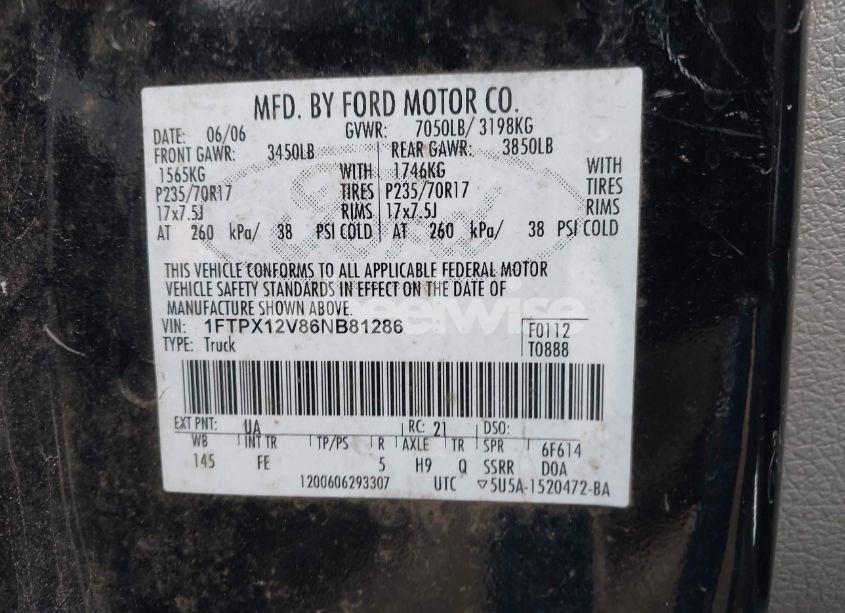 MFD. BY FORD MOTOR CO.
DATE: 06/06 GVWR: 7050LB/ 3198KG
FRONT GAWR: 3450LB REAR GAWR: 3850LB
1565KG WITH 1746KG WITH
P235/70R17 TIRES P235/70R17 TIRES
17x7.5J RIMS 17x7.5J RIMS
AT 260 kPa/ 38 PSI COLD AT 260 kPa/ 38 PSI COLD
THIS VEHICLE CONFORMS TO ALL APPLICABLE FEDERAL MOTOR
VEHICLE SAFETY STANDARDS IN EFFECT ON THE DATE OF
MANUFACTURE SHOWN ABOVE.
VIN: 1FTPX12V86NB81286 F0112
TYPE: Truck T0888
EXT PNT: UA RC: 21 DSO:
WB INT TR TP/PS R AXLE TR SPR 6F614
145 FE 5 H9 Q SSRR D0A
1200606293307 UTC 5U5A-1520472-BA